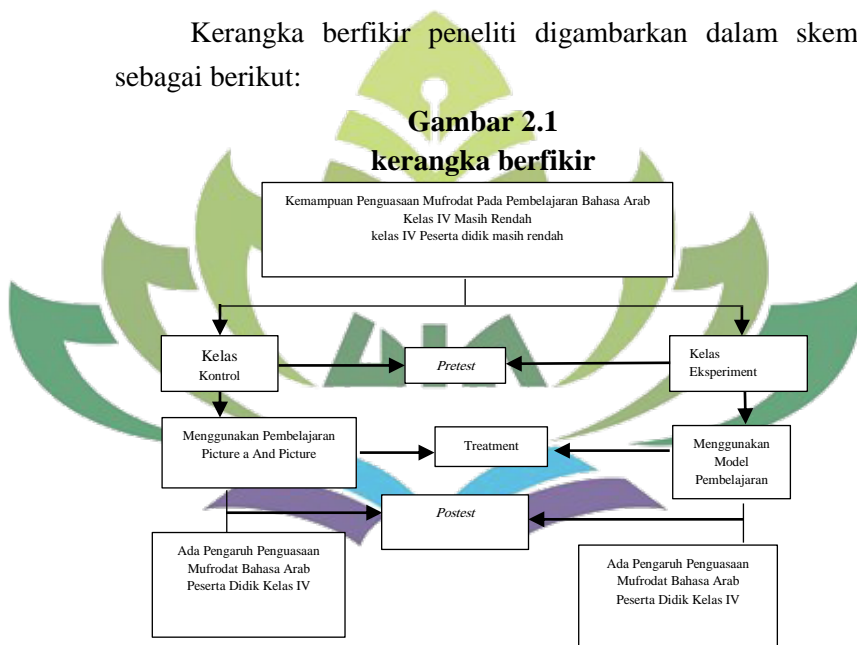 Kerangka berfikir peneliti digambarkan dalam skem
sebagai berikut:
Gambar 2.1
kerangka berfikir
Kemampuan Penguasaan Mufrodat Pada Pembelajaran Bahasa Arab
Kelas IV Masih Rendah
kelas IV Peserta didik masih rendah
Kelas
Kontrol
Pretest
Kelas
Eksperiment
Menggunakan Pembelajaran
Picture a And Picture
Treatment
Menggunakan
Model
Pembelajaran
Postest
Ada Pengaruh Penguasaan
Mufrodat Bahasa Arab
Peserta Didik Kelas IV
Ada Pengaruh Penguasaan
Mufrodat Bahasa Arab
Peserta Didik Kelas IV